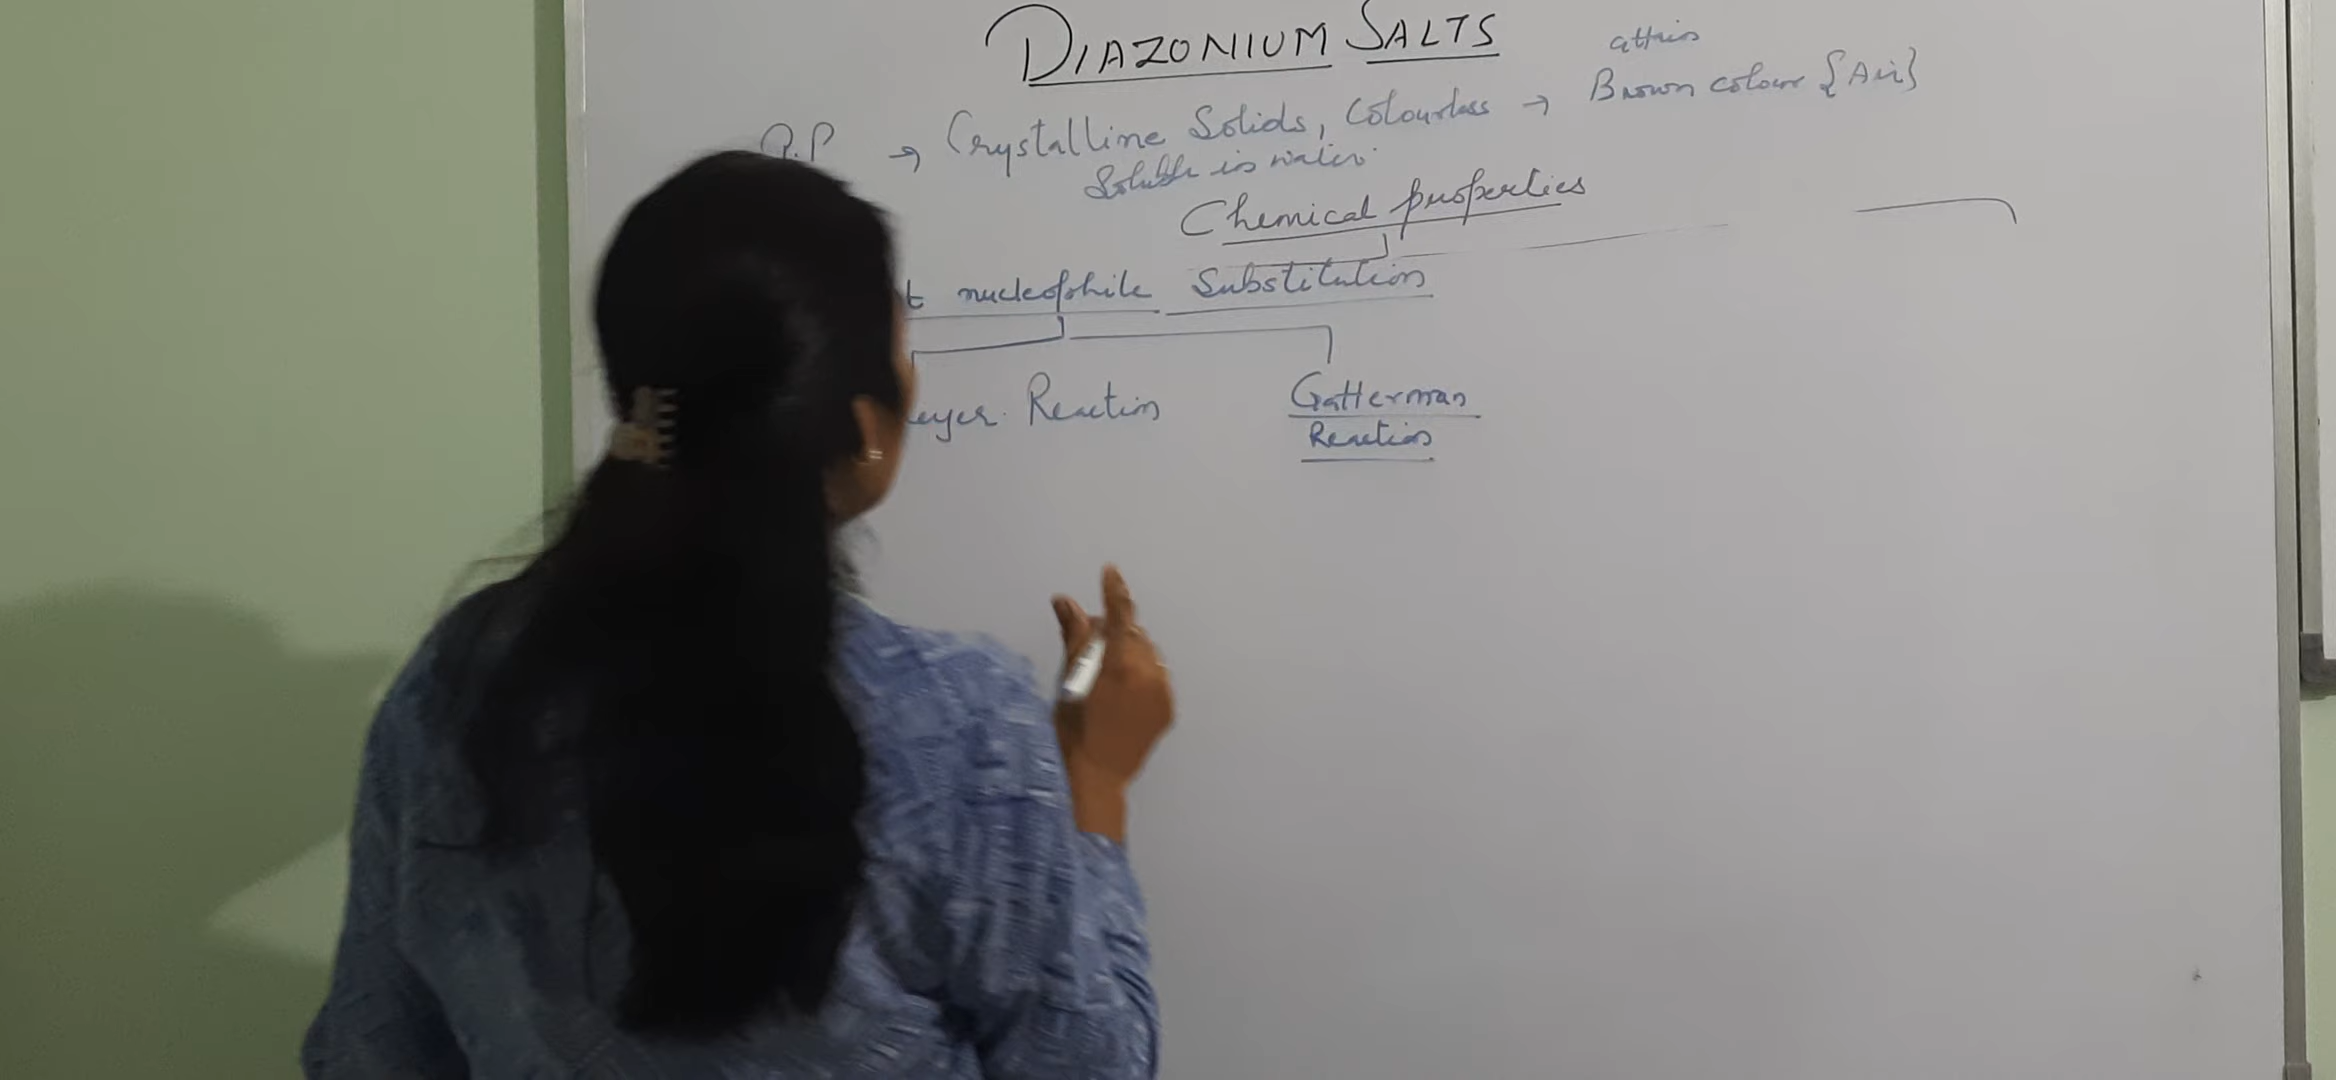 DIAZONIUM SALTS
attains
P.P → Crystalline Solids, Colourless → Brown colour {Air}
Soluble in water.
Chemical properties
t nucleophile Substitution
eyer Reaction Gatterman
Reaction